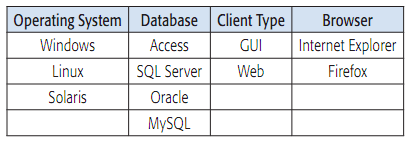 Operating System Database Client Type Browser
Windows Access GUI Internet Explorer
Linux SQL Server Web Firefox
Solaris Oracle
MySQL